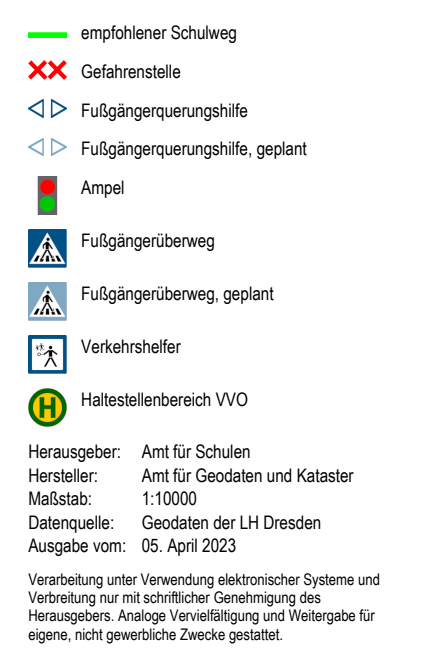 empfohlener Schulweg
Gefahrenstelle
Fußgängerquerungshilfe
Fußgängerquerungshilfe, geplant
Ampel
Fußgängerüberweg
Fußgängerüberweg, geplant
Verkehrshelfer
H Haltestellenbereich VVO
Herausgeber: Amt für Schulen
Hersteller: Amt für Geodaten und Kataster
Maßstab: 1:10000
Datenquelle: Geodaten der LH Dresden
Ausgabe vom: 05. April 2023
Verarbeitung unter Verwendung elektronischer Systeme und
Verbreitung nur mit schriftlicher Genehmigung des
Herausgebers. Analoge Vervielfältigung und Weitergabe für
eigene, nicht gewerbliche Zwecke gestattet.